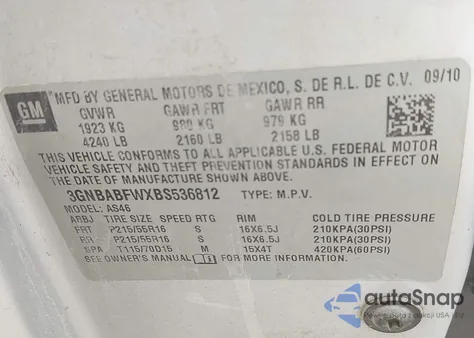 GM
MFD BY GENERAL MOTORS DE MEXICO, S. DE R.L. DE C.V. 09/10
GVWR GAWR FRT GAWR RR
1923 KG 980 KG 979 KG
4240 LB 2160 LB 2158 LB
THIS VEHICLE CONFORMS TO ALL APPLICABLE U.S. FEDERAL MOTOR
VEHICLE SAFETY AND THEFT PREVENTION STANDARDS IN EFFECT ON
THE DATE OF MANUFACTURE SHOWN ABOVE.
3GNBABFWXBS536812 TYPE: M.P.V.
MODEL: AS46
TIRE SIZE SPEED RTG RIM COLD TIRE PRESSURE
FRT P215/55R16 S 16X6.5J 210KPA(30PSI)
RR P215/55R16 S 16X6.5J 210KPA(30PSI)
SPA T115/70D15 M 15X4T 420KPA(60PSI)
SEE OWNER'S MANUAL FOR MORE INFORMATION
autoSnap